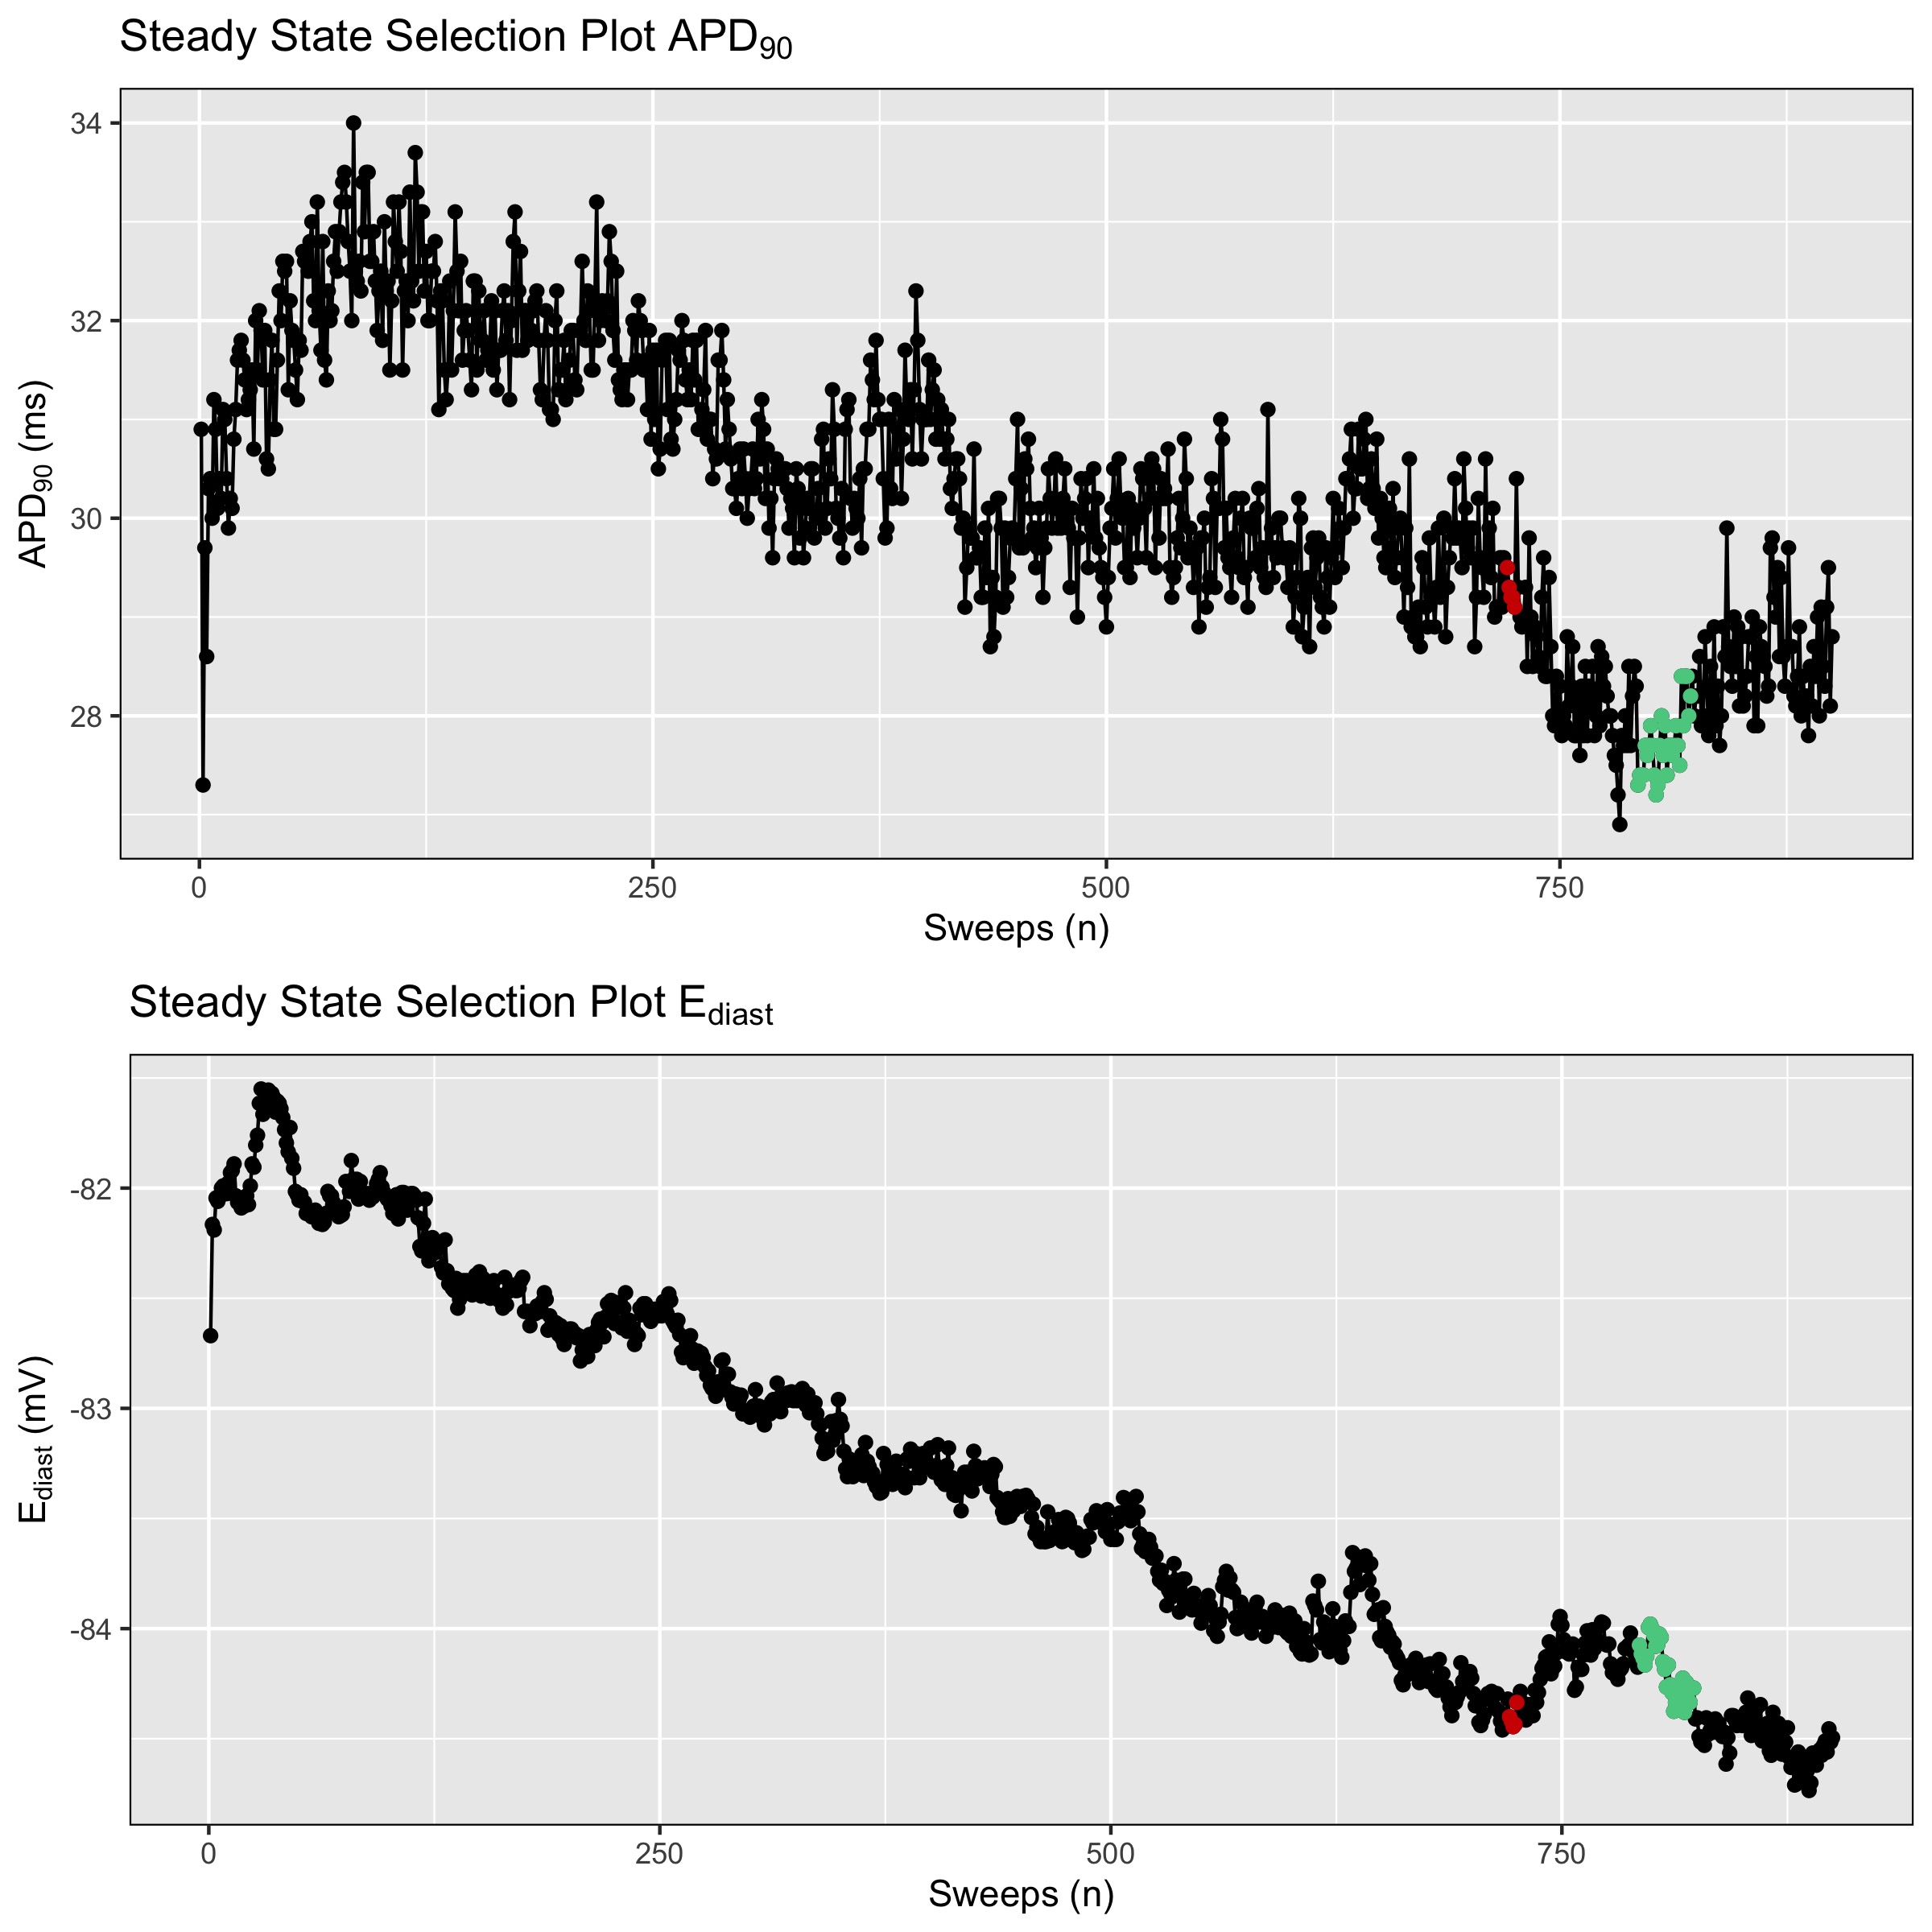 Steady State Selection Plot APD90
34
32
30
28
APD90 (ms)
0 250 500 750
Sweeps (n)
Steady State Selection Plot Ediast
-82
-83
-84
Ediast (mV)
0 250 500 750
Sweeps (n)